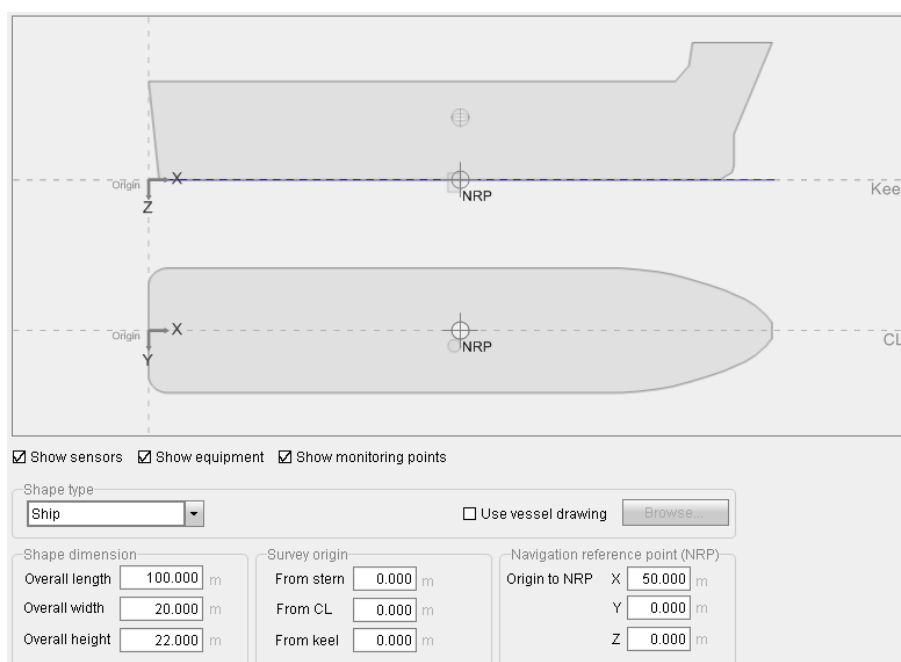 Origin
X
Z
NRP
Kee
Origin
X
Y
NRP
CL
Show sensors Show equipment Show monitoring points
Shape type
Ship Use vessel drawing Browse...
Shape dimension Survey origin Navigation reference point (NRP)
Overall length 100.000 m From stern 0.000 m Origin to NRP X 50.000 m
Overall width 20.000 m From CL 0.000 m Y 0.000 m
Overall height 22.000 m From keel 0.000 m Z 0.000 m